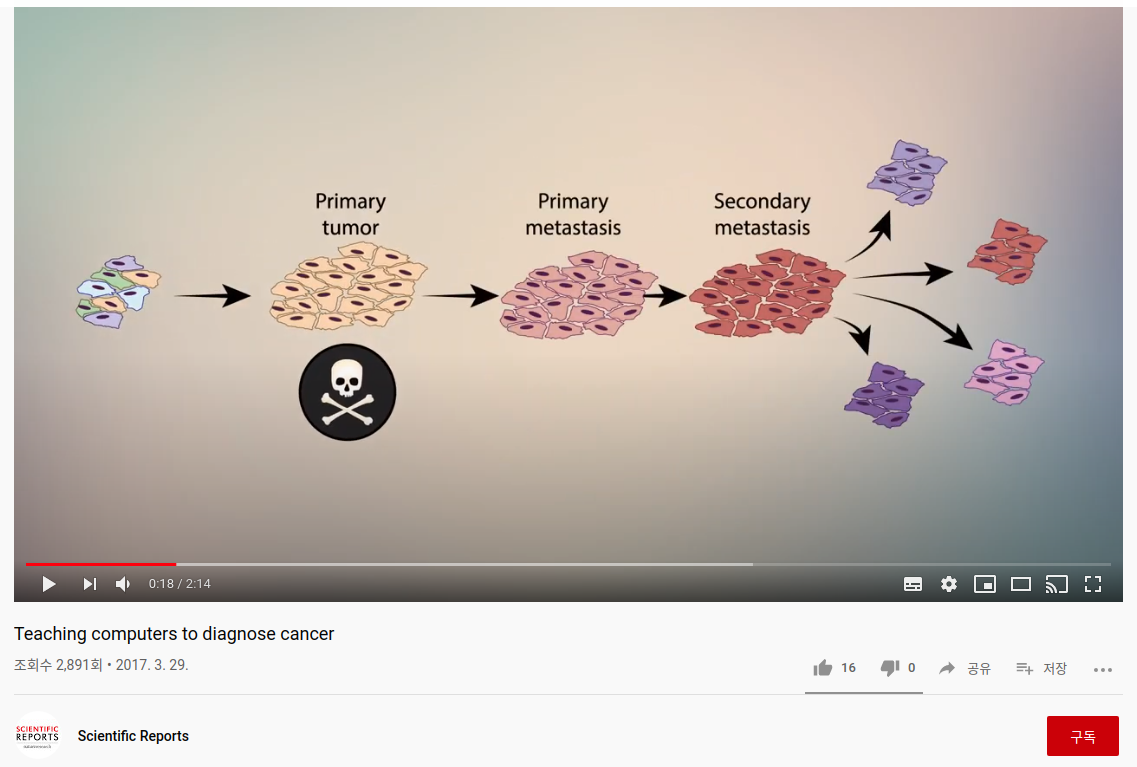 Primary
tumor
Primary
metastasis
Secondary
metastasis
0:18 / 2:14
Teaching computers to diagnose cancer
조회수 2,891회 • 2017. 3. 29.
16
0
공유
저장
SCIENTIFIC
REPORTS
natureresearch
Scientific Reports
구독